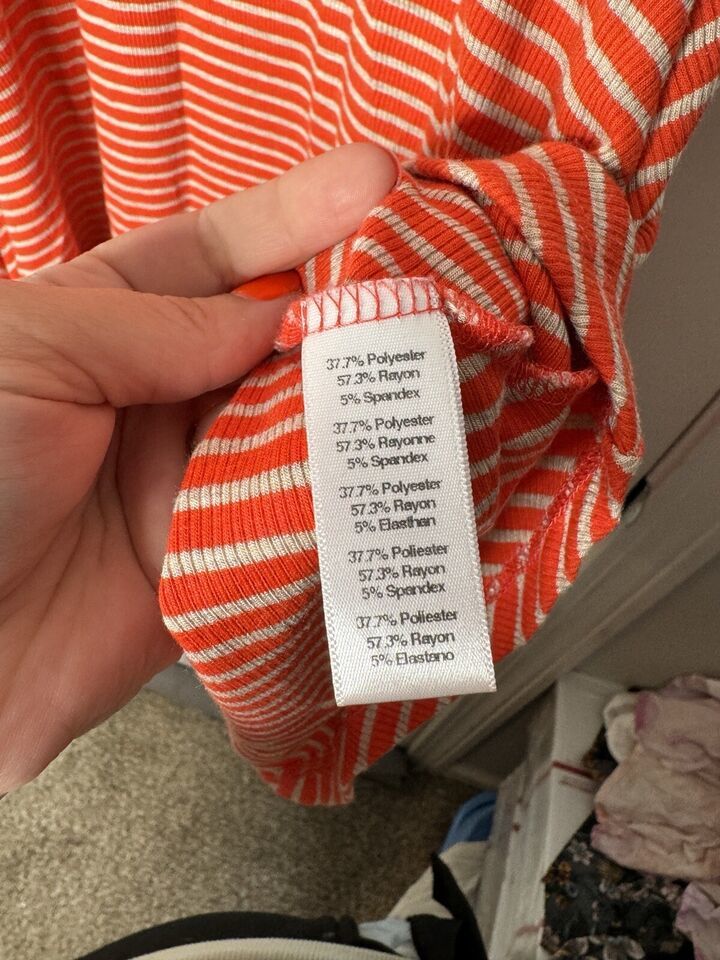 37.7% Polyester
57.3% Rayon
5% Spandex
37.7% Polyester
57.3% Rayonne
5% Spandex
37.7% Polyester
57.3% Rayon
5% Elasthan
37.7% Poliester
57.3% Rayon
5% Spandex
37.7% Poliester
57.3% Rayon
5% Elastano